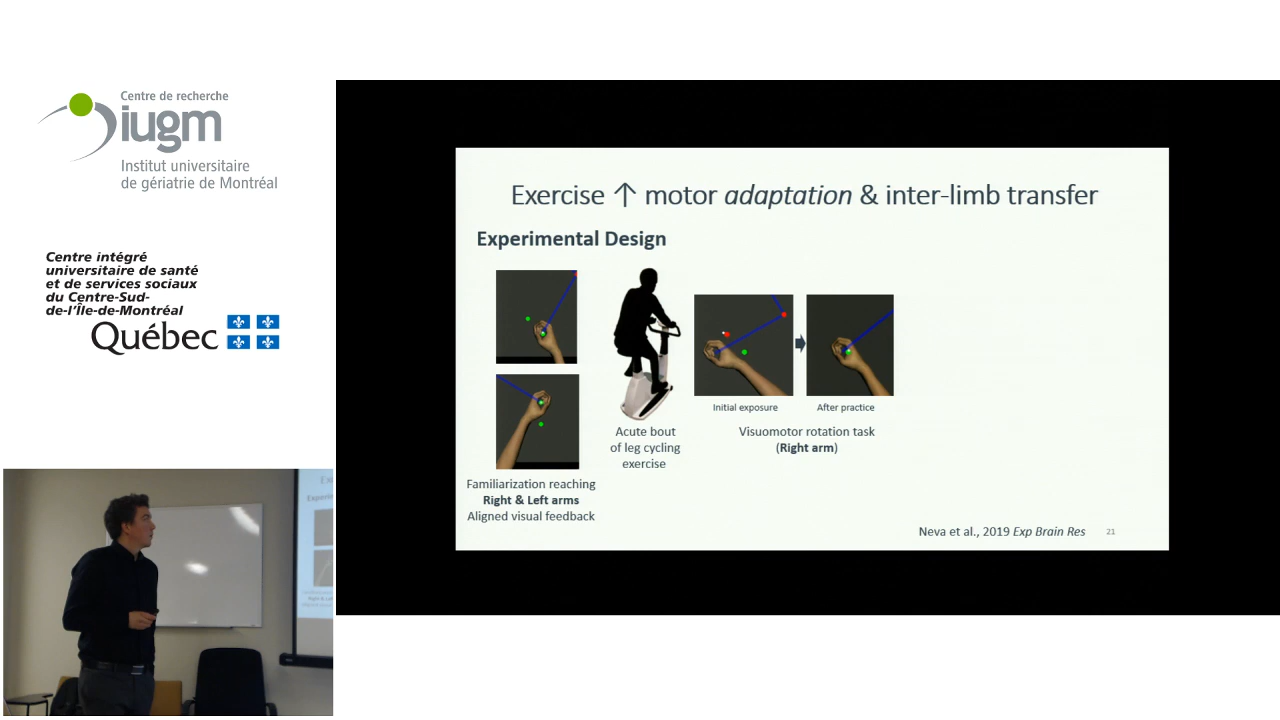 Centre de recherche
iugm
Institut universitaire
de gériatrie de Montréal
Centre intégré
universitaire de santé
et de services sociaux
du Centre-Sud-
de-l'Île-de-Montréal
Québec
Exercise ↑ motor adaptation & inter-limb transfer
Experimental Design
Initial exposure
After practice
Acute bout
of leg cycling
exercise
Visuomotor rotation task
(Right arm)
Familiarization reaching
Right & Left arms
Aligned visual feedback
Neva et al., 2019 Exp Brain Res
21